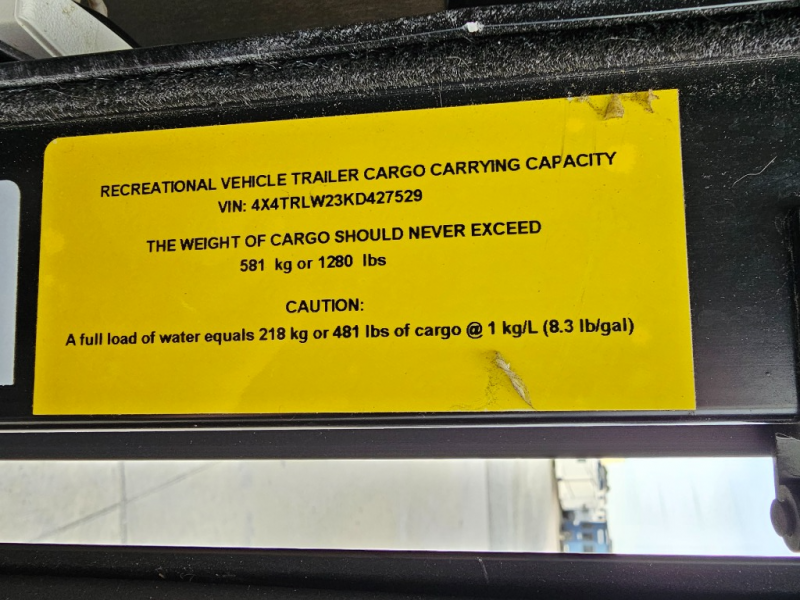 RECREATIONAL VEHICLE TRAILER CARGO CARRYING CAPACITY
VIN: 4X4TRLW23KD427529
THE WEIGHT OF CARGO SHOULD NEVER EXCEED
581 kg or 1280 lbs
CAUTION:
A full load of water equals 218 kg or 481 lbs of cargo @ 1 kg/L (8.3 lb/gal)